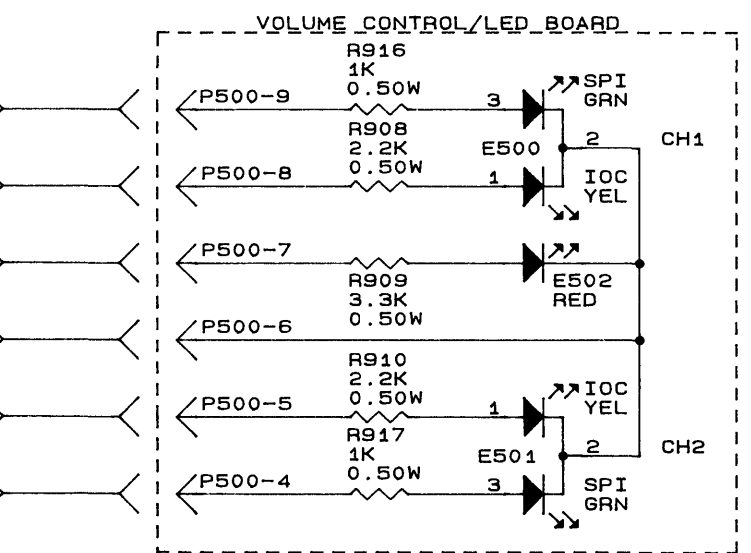 VOLUME CONTROL/LED BOARD
R916
1K
0.50W
P500-9
3
SPI
GRN
R908
2.2K
0.50W
E500
2
CH1
P500-8
1
IOC
YEL
P500-7
R909
3.3K
0.50W
E502
RED
P500-6
R910
2.2K
0.50W
P500-5
1
IOC
YEL
R917
1K
0.50W
E501
2
CH2
P500-4
3
SPI
GRN